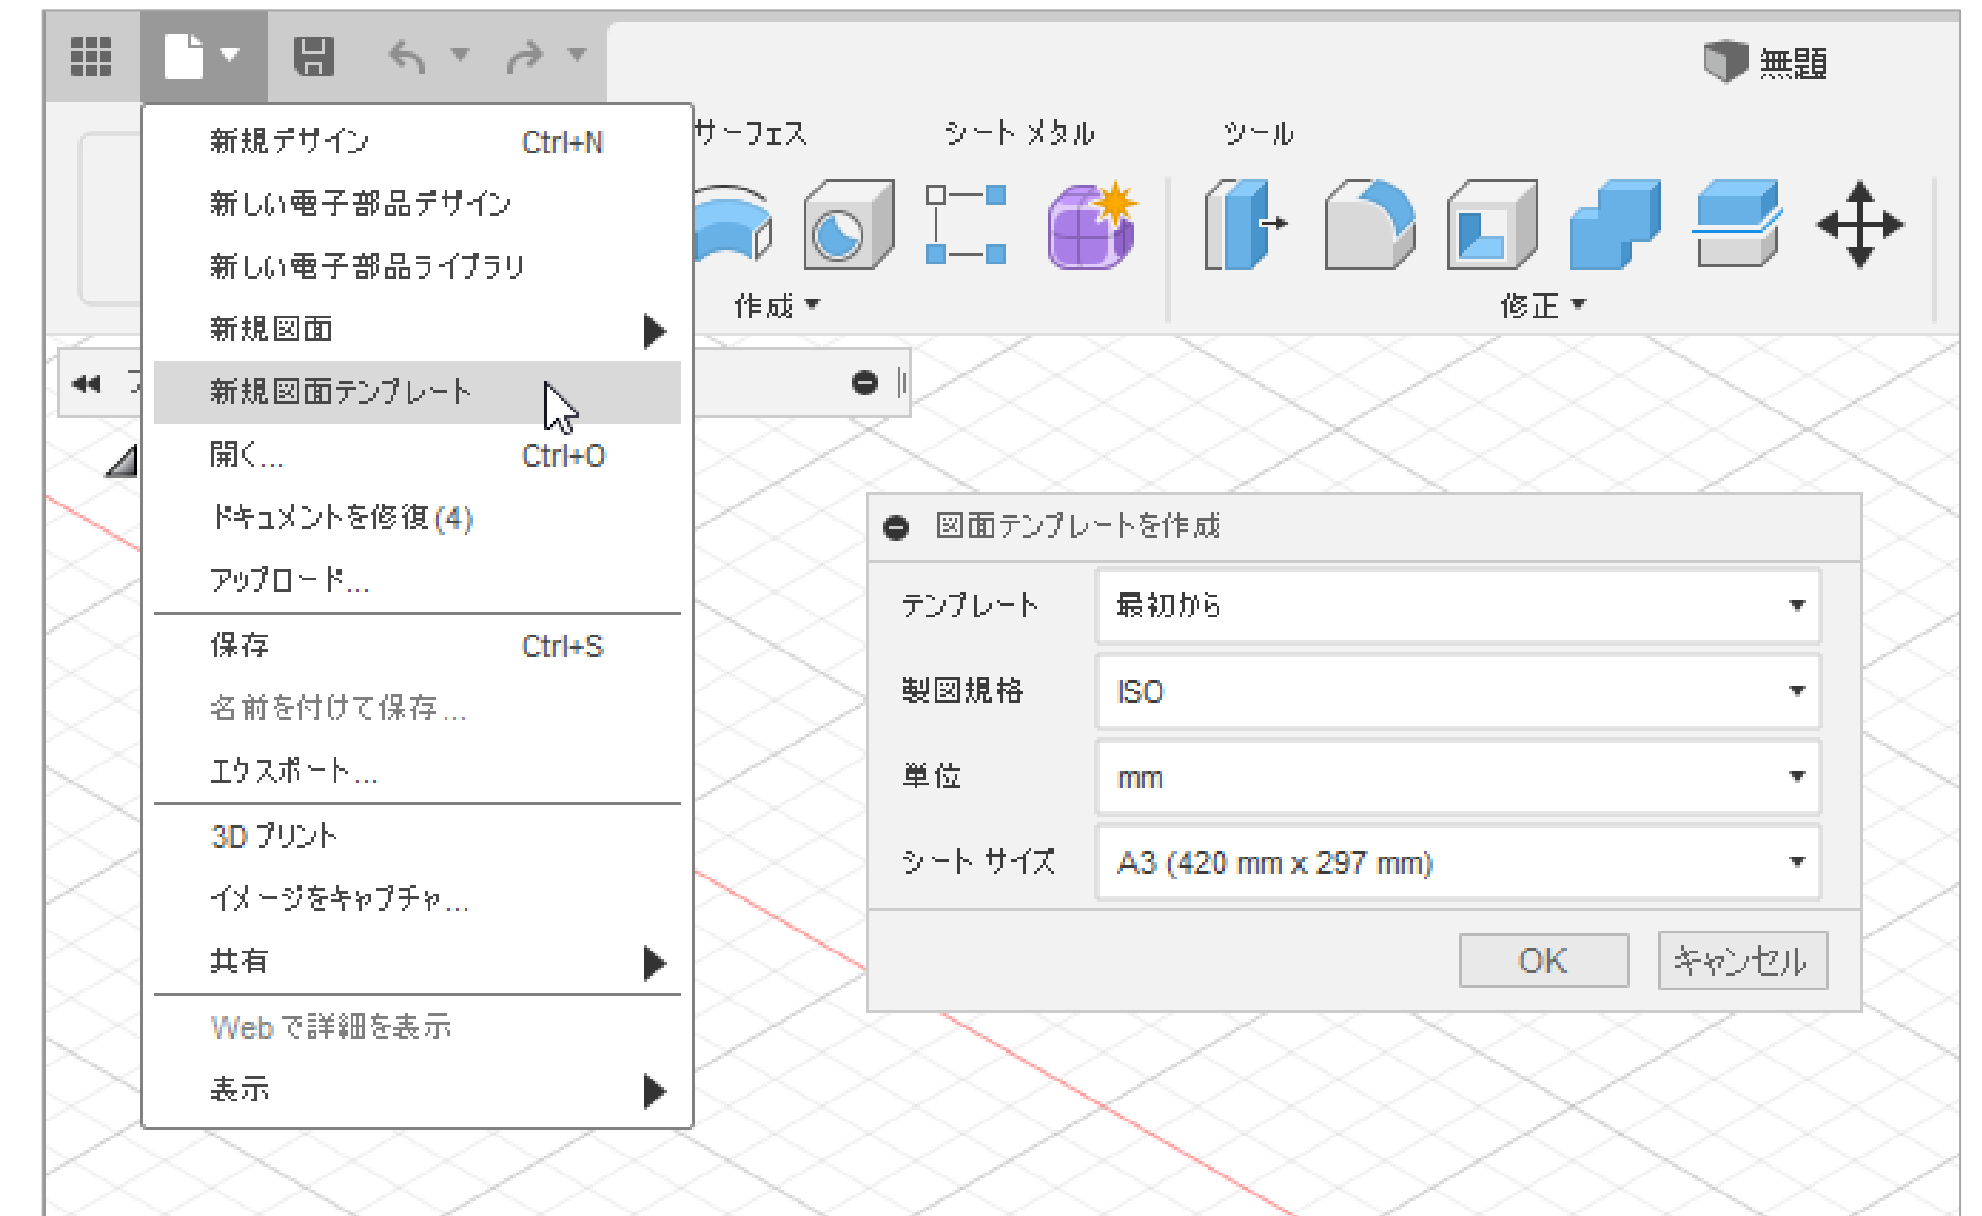 無題
サーフェス シート メタル ツール
作成 修正
新規デザイン Ctrl+N
新しい電子部品デザイン
新しい電子部品ライブラリ
新規図面
新規図面テンプレート
開く... Ctrl+O
ドキュメントを修復(4)
アップロード...
保存 Ctrl+S
名前を付けて保存...
エクスポート...
3D プリント
イメージをキャプチャ...
共有
Web で詳細を表示
表示
図面テンプレートを作成
テンプレート 最初から
製図規格 ISO
単位 mm
シート サイズ A3 (420 mm x 297 mm)
OK キャンセル